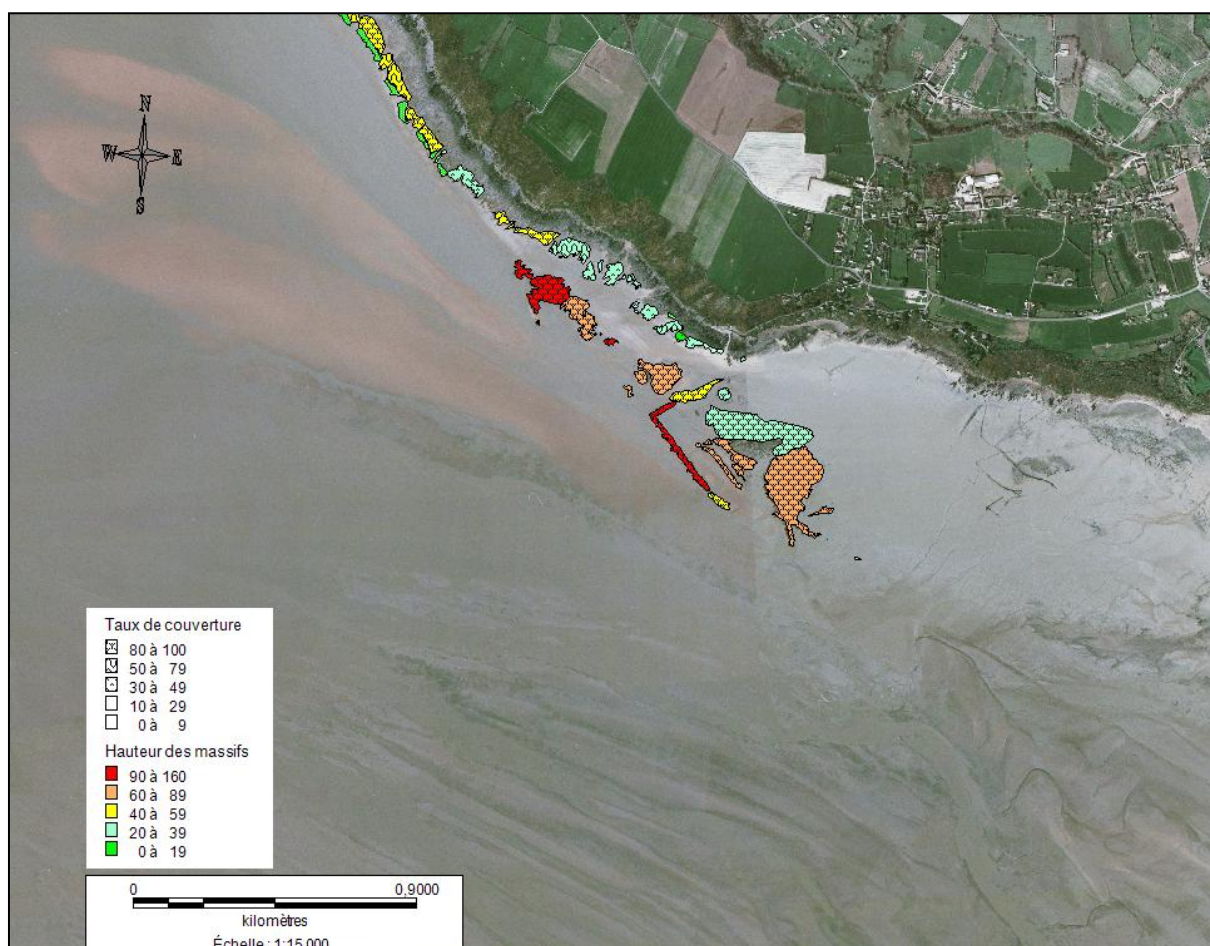 N
W E
S
Taux de couverture
80 à 100
50 à 79
30 à 49
10 à 29
0 à 9
Hauteur des massifs
90 à 160
60 à 89
40 à 59
20 à 39
0 à 19
0 0,9000
kilomètres
Échelle : 1:15 000